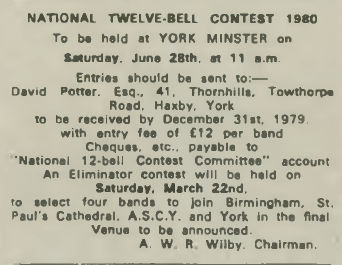 NATIONAL TWELVE-BELL CONTEST 1980
To be held at YORK MINSTER on
Saturday, June 28th, at 11 a.m.
Entries should be sent to:—
David Potter, Esq., 41, Thornhills, Towthorpe
Road, Haxby, York
to be received by December 31st, 1979.
with entry fee of £12 per band
Cheques, etc., payable to
"National 12-bell Contest Committee" account
An Eliminator contest will be held on
Saturday, March 22nd,
to select four bands to join Birmingham, St.
Paul's Cathedral, A.S.C.Y. and York in the final
Venue to be announced.
A. W. R. Wilby. Chairman.